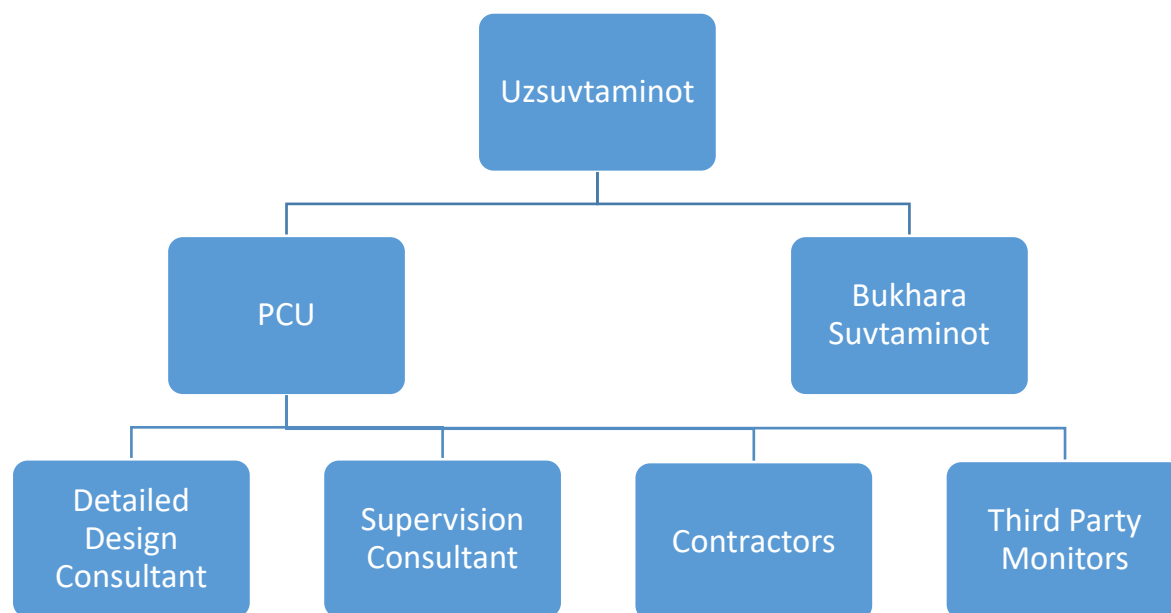 Uzsuvtaminot
PCU
Bukhara
Suvtaminot
Detailed
Design
Consultant
Supervision
Consultant
Contractors
Third Party
Monitors